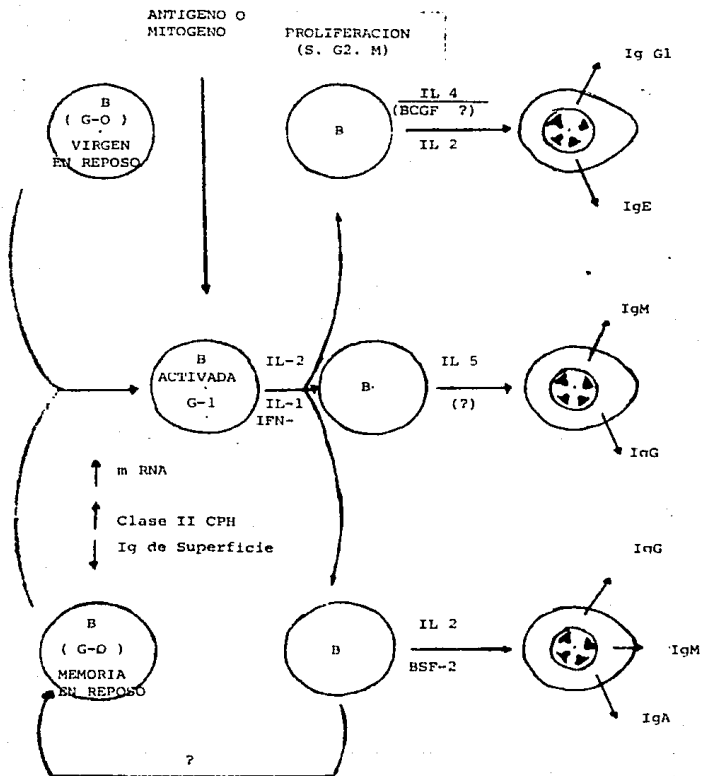 ANTIGENO O
MITOGENO
PROLIFERACION
(S. G2. M)
B
( G-O )
VIRGEN
EN REPOSO
B
IL 4
(BCGF ?)
IL 2
Ig G1
IgE
B
ACTIVADA
G-1
IL-2
IL-1
IFN-
B
IL 5
(?)
IgM
IgG
m RNA
Clase II CPH
Ig de Superficie
B
( G-O )
MEMORIA
EN REPOSO
B
IL 2
BSF-2
IgG
IgM
IgA
?